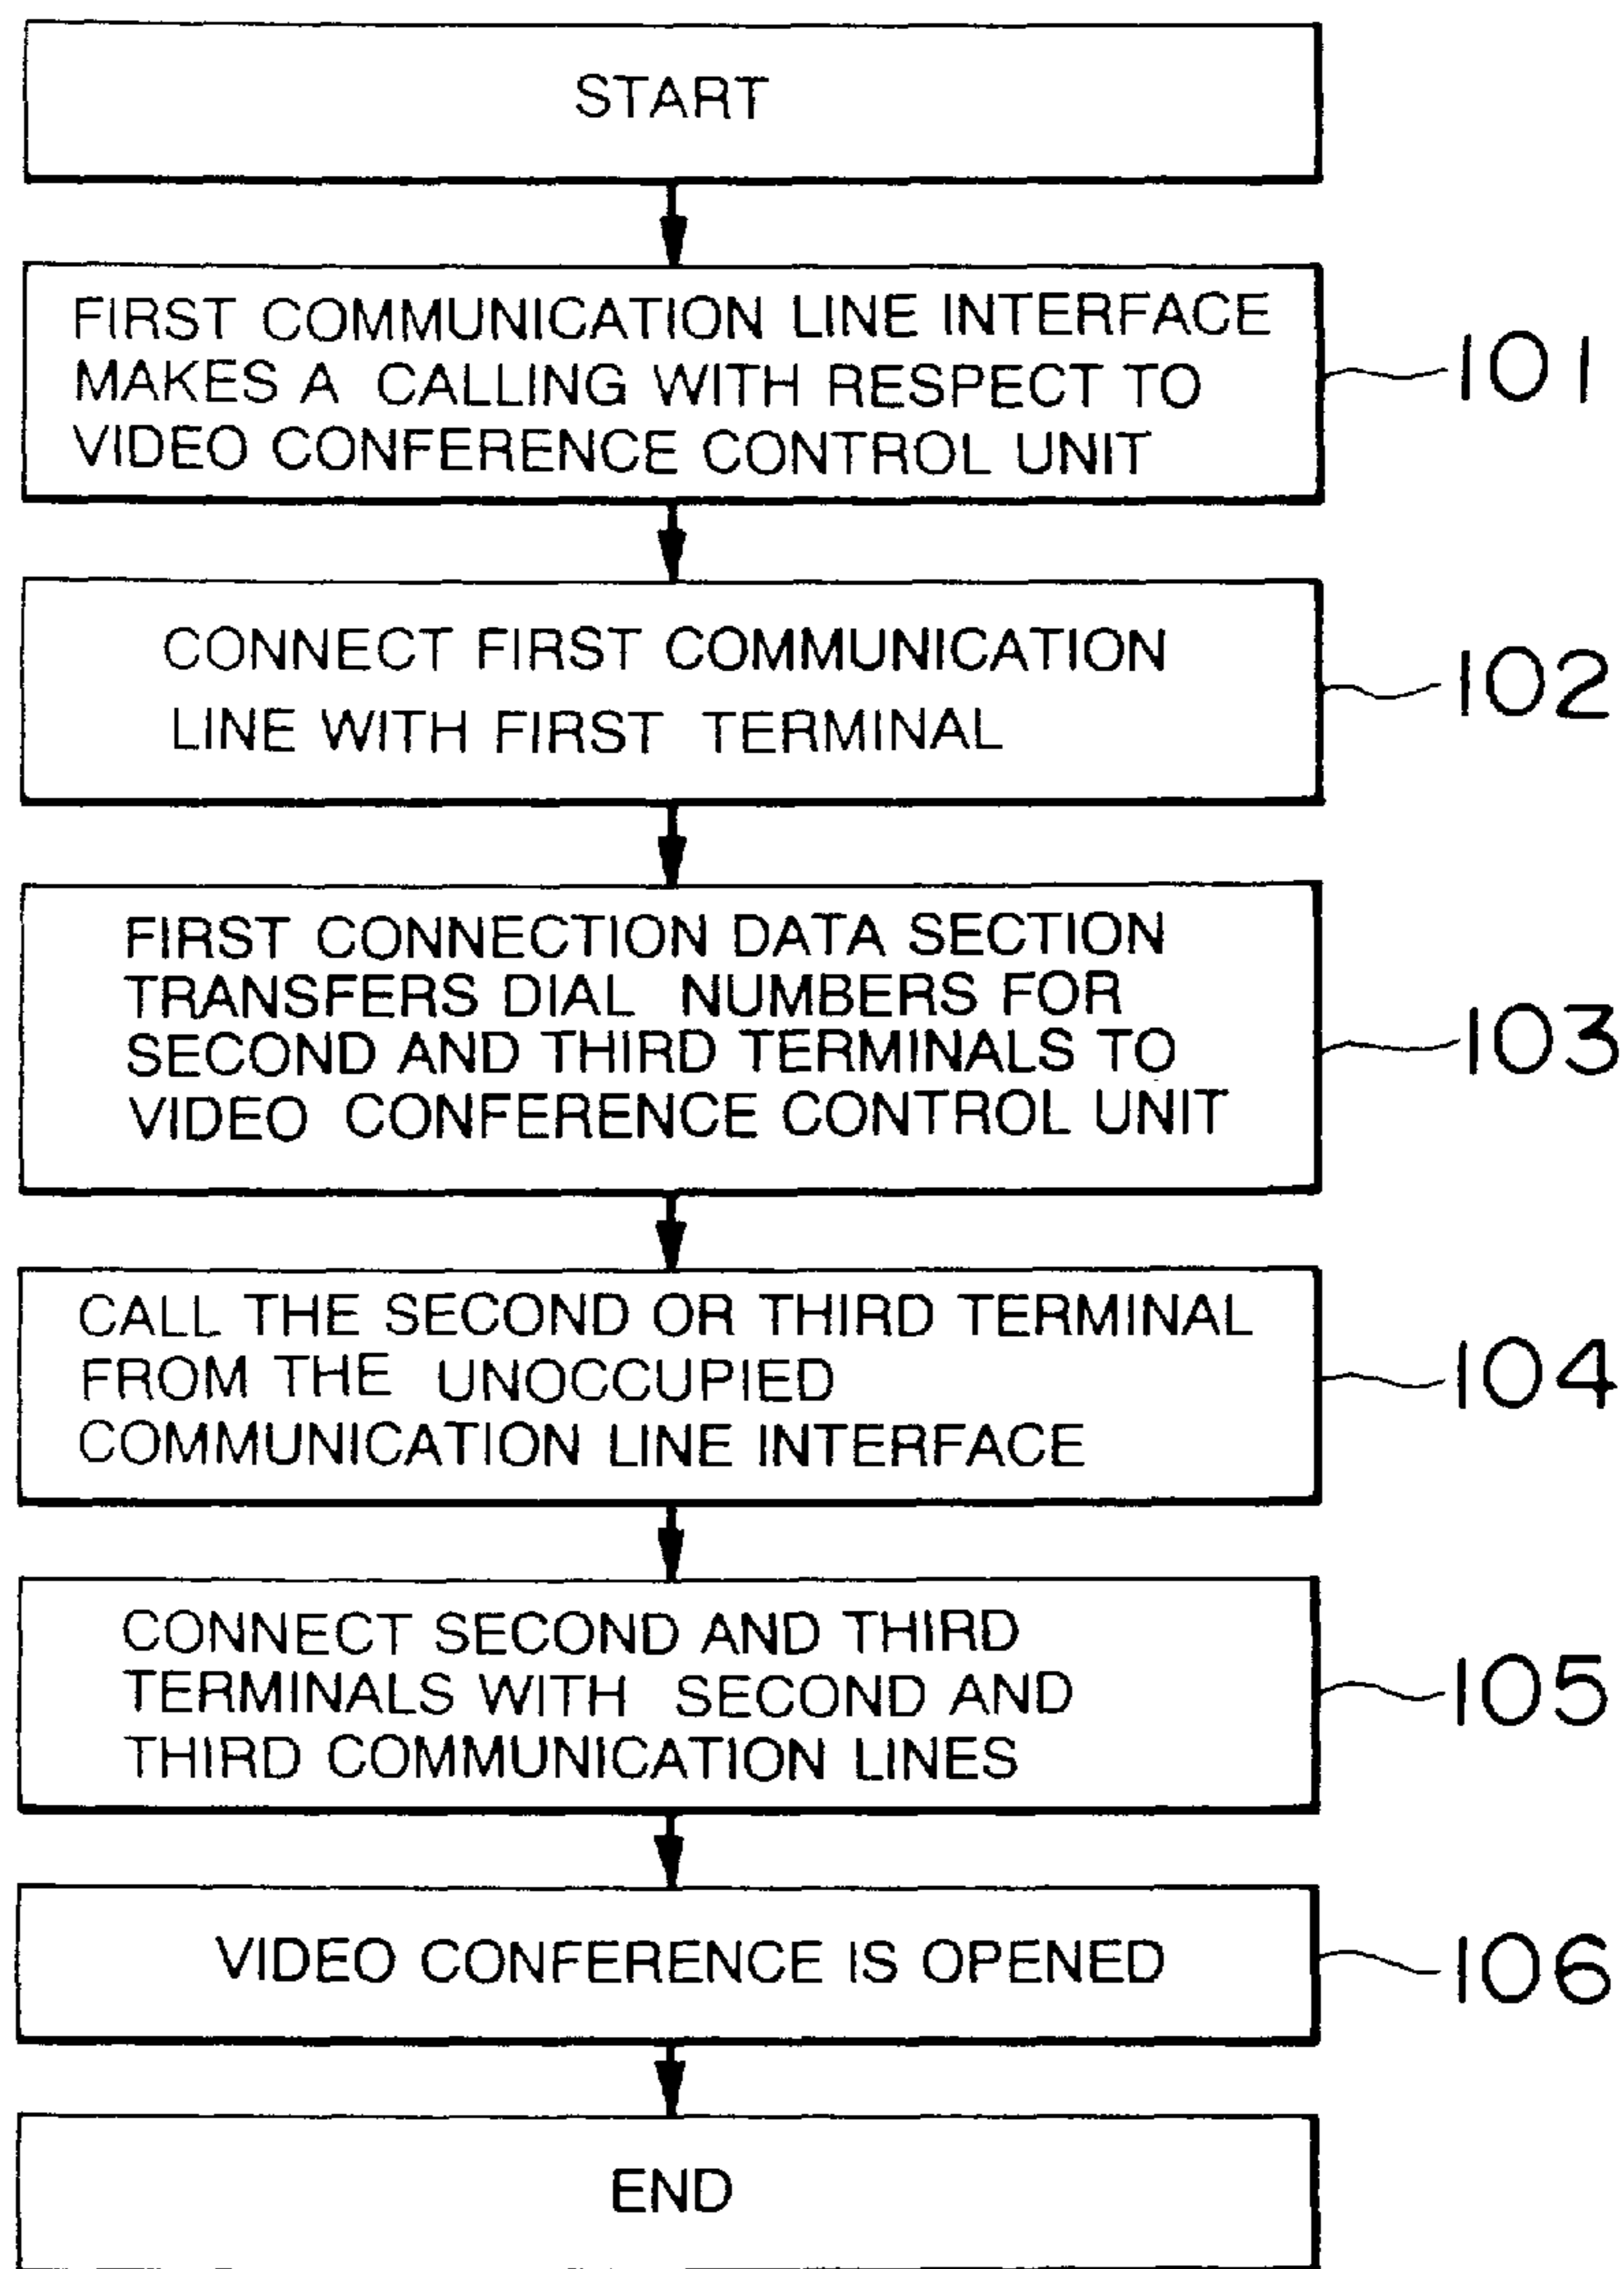 START
FIRST COMMUNICATION LINE INTERFACE
MAKES A CALLING WITH RESPECT TO
VIDEO CONFERENCE CONTROL UNIT
101
CONNECT FIRST COMMUNICATION
LINE WITH FIRST TERMINAL
102
FIRST CONNECTION DATA SECTION
TRANSFERS DIAL NUMBERS FOR
SECOND AND THIRD TERMINALS TO
VIDEO CONFERENCE CONTROL UNIT
103
CALL THE SECOND OR THIRD TERMINAL
FROM THE UNOCCUPIED
COMMUNICATION LINE INTERFACE
104
CONNECT SECOND AND THIRD
TERMINALS WITH SECOND AND
THIRD COMMUNICATION LINES
105
VIDEO CONFERENCE IS OPENED
106
END